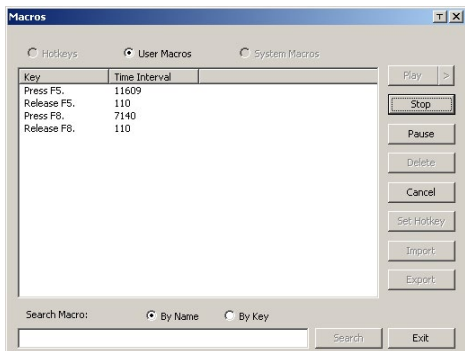 Macros
T X
Hotkeys User Macros System Macros
Key Time Interval
Press F5. 11609
Release F5. 110
Press F8. 7140
Release F8. 110
Play >
Stop
Pause
Delete
Cancel
Set Hotkey
Import
Export
Search Macro: By Name By Key
Search Exit